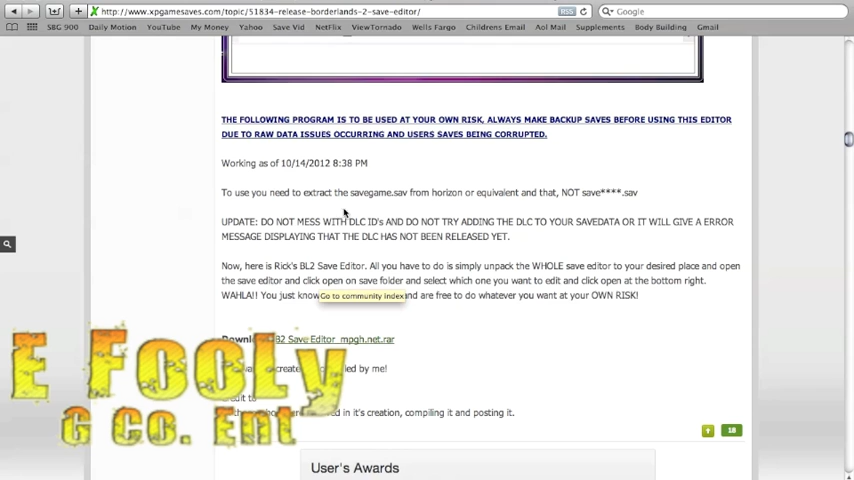 http://www.xpgamesaves.com/topic/51834-release-borderlands-2-save-editor/
RSS
Google
SBG 900 Daily Motion YouTube My Money Yahoo Save Vid NetFlix ViewTornado Wells Fargo Childrens Email Aol Mail Supplements Body Building Gmail
THE FOLLOWING PROGRAM IS TO BE USED AT YOUR OWN RISK, ALWAYS MAKE BACKUP SAVES BEFORE USING THIS EDITOR
DUE TO RAW DATA ISSUES OCCURRING AND USERS SAVES BEING CORRUPTED.
Working as of 10/14/2012 8:38 PM
To use you need to extract the savegame.sav from horizon or equivalent and that, NOT save****.sav
UPDATE: DO NOT MESS WITH DLC ID's AND DO NOT TRY ADDING THE DLC TO YOUR SAVEDATA OR IT WILL GIVE A ERROR
MESSAGE DISPLAYING THAT THE DLC HAS NOT BEEN RELEASED YET.
Now, here is Rick's BL2 Save Editor. All you have to do is simply unpack the WHOLE save editor to your desired place and open
the save editor and click open on save folder and select which one you want to edit and click open at the bottom right.
WAHLA!! You just know and are free to do whatever you want at your OWN RISK!
Go to community index
B2 Save Editor_mpgh.net.rar
E FooLy
G Co. Ent
by me!
in it's creation, compiling it and posting it.
18
User's Awards